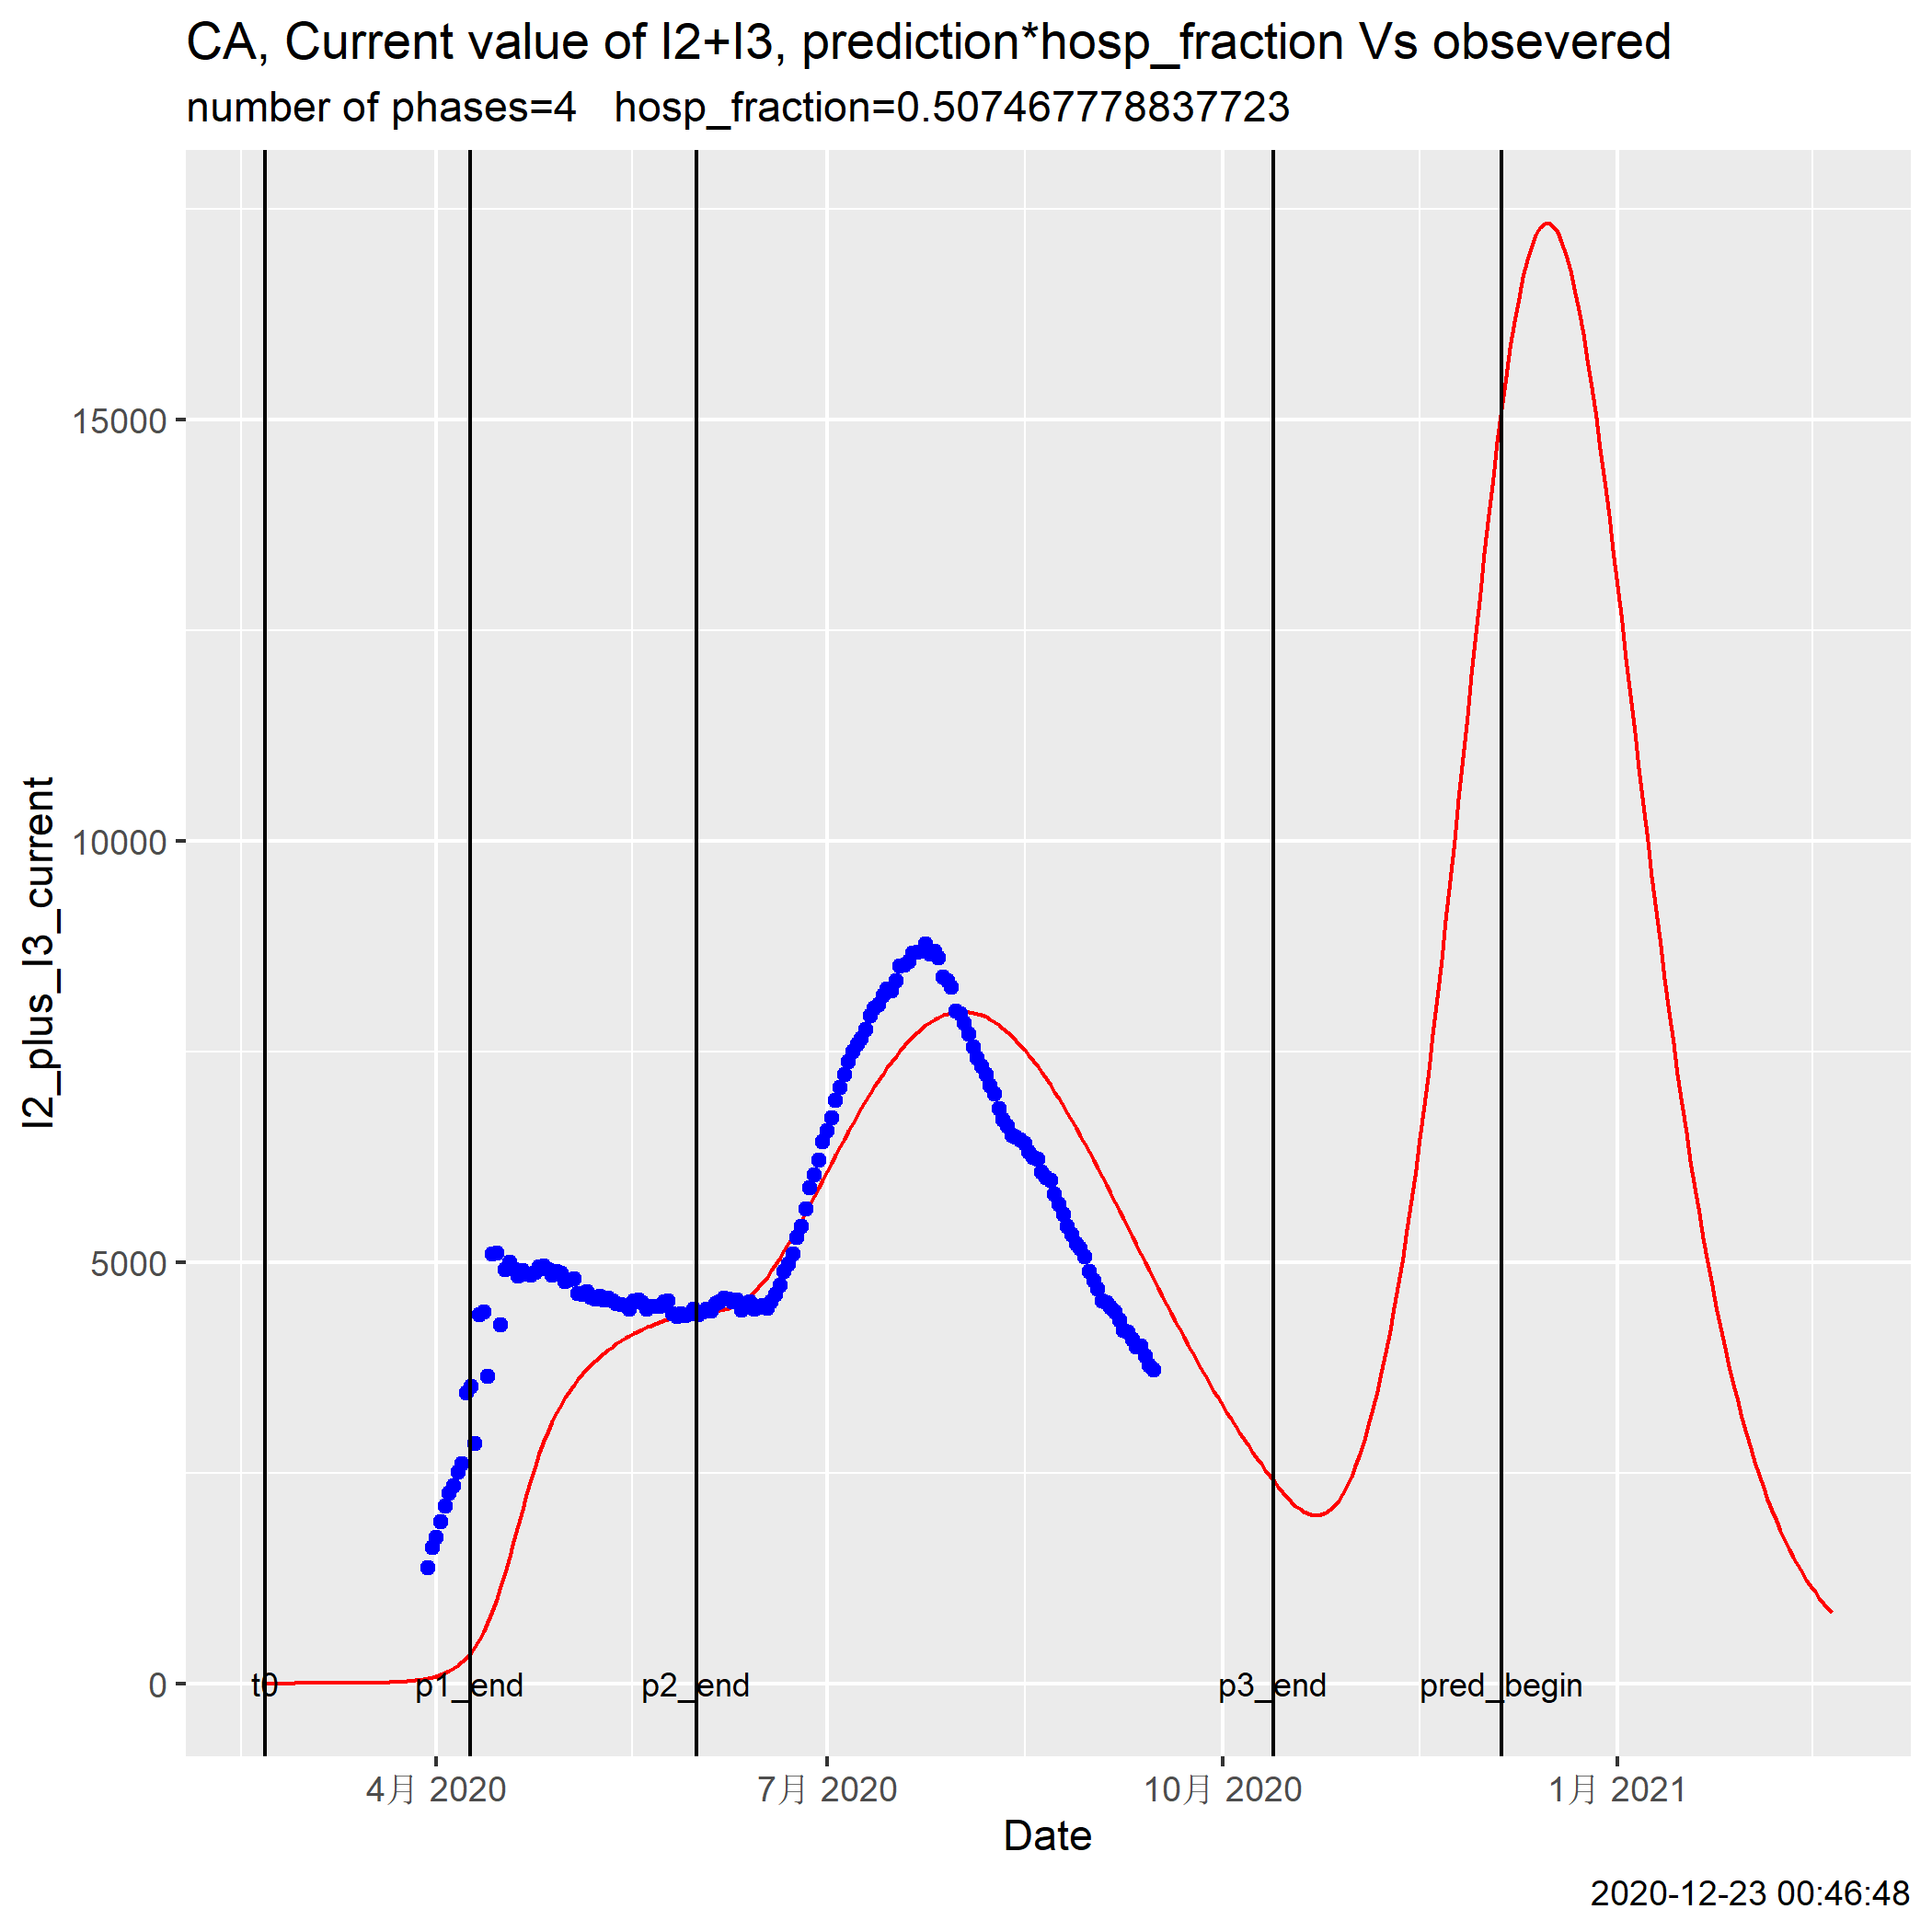 CA, Current value of I2+I3, prediction*hosp_fraction Vs obsevered
number of phases=4   hosp_fraction=0.507467778837723
I2_plus_I3_current
15000
10000
5000
0
t0
p1_end
p2_end
p3_end
pred_begin
4月 2020
7月 2020
10月 2020
1月 2021
Date
2020-12-23 00:46:48